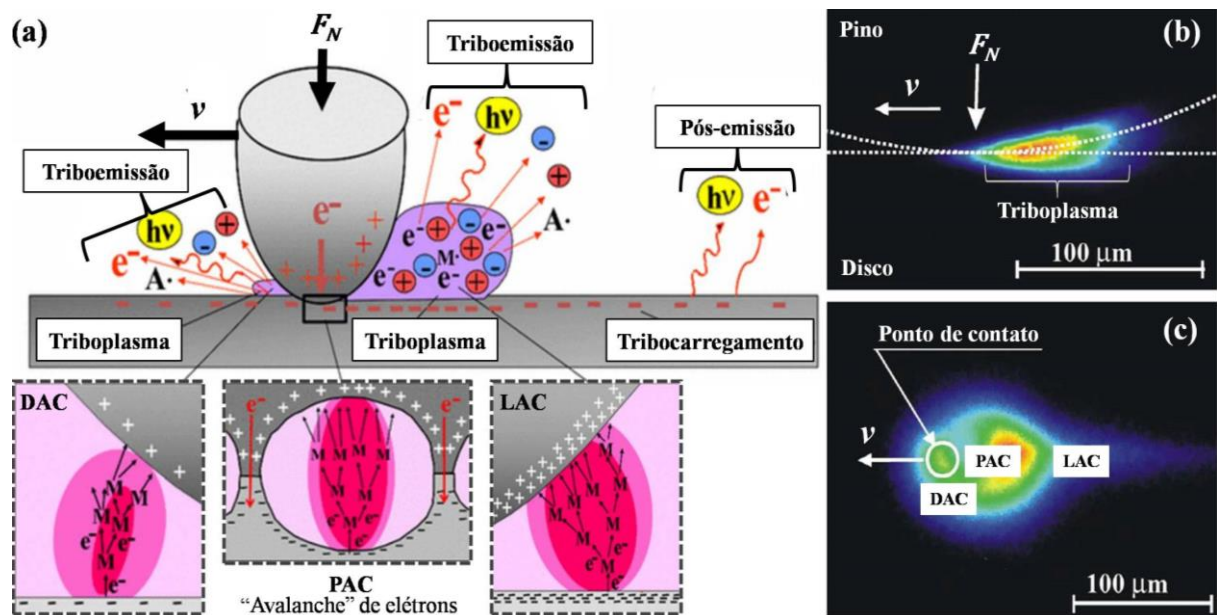 (a)
F_N
Triboemissão
v
e⁻
hν
-
+
A·
Triboemissão
hν
+
-
e⁻
A·
e⁻
+ + + + + + + +
e⁻
+
-
M·
+
e⁻
+
-
e⁻
+
+
-
Pós-emissão
hν
e⁻
Triboplasma
Triboplasma
Tribocarregamento
DAC
M
M
M
M
e⁻
e⁻
M
e⁻
e⁻
e⁻
M
M
M
M
M
M
M
e⁻
e⁻
M
e⁻
PAC
"Avalanche" de elétrons
LAC
M
M
M
M
M
M
M
e⁻
e⁻
M
e⁻
(b)
Pino
F_N
v
Triboplasma
100 µm
Disco
(c)
Ponto de contato
v
PAC
LAC
DAC
100 µm